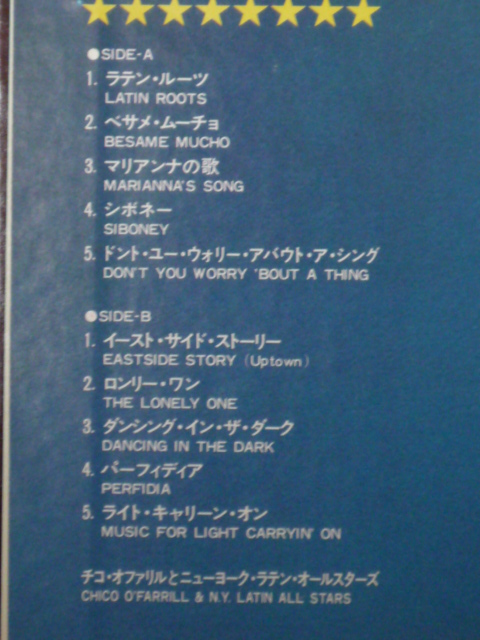 ●SIDE-A
1. ラテン・ルーツ
LATIN ROOTS
2. ベサメ・ムーチョ
BESAME MUCHO
3. マリアンナの歌
MARIANNA'S SONG
4. シボネー
SIBONEY
5. ドント・ユー・ウォリー・アバウト・ア・シング
DON'T YOU WORRY 'BOUT A THING
●SIDE-B
1. イースト・サイド・ストーリー
EASTSIDE STORY (Uptown)
2. ロンリー・ワン
THE LONELY ONE
3. ダンシング・イン・ザ・ダーク
DANCING IN THE DARK
4. パーフィディア
PERFIDIA
5. ライト・キャリーン・オン
MUSIC FOR LIGHT CARRYIN' ON
チコ・オファリルとニューヨーク・ラテン・オールスターズ
CHICO O'FARRILL & N.Y. LATIN ALL STARS